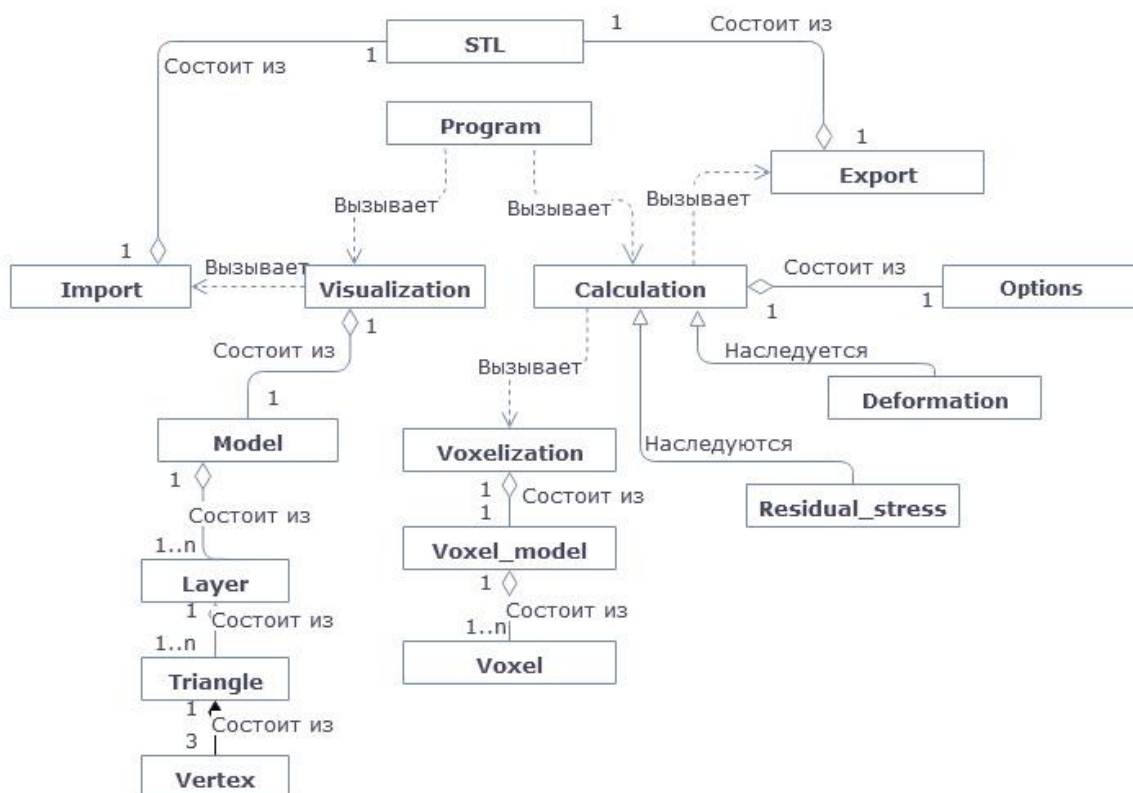 1
Состоит из
STL
1
Состоит из
Program
1
Export
Вызывает
Вызывает
Вызывает
1
Вызывает
Состоит из
Import
Visualization
Calculation
1
1
Options
1
Состоит из
Наследуется
Вызывает
1
Deformation
Model
Наследуются
Voxelization
1
1
Состоит из
Состоит из
Residual_stress
1
1..n
Voxel_model
Layer
1
1
Состоит из
Состоит из
1..n
1..n
Voxel
Triangle
1
Состоит из
3
Vertex